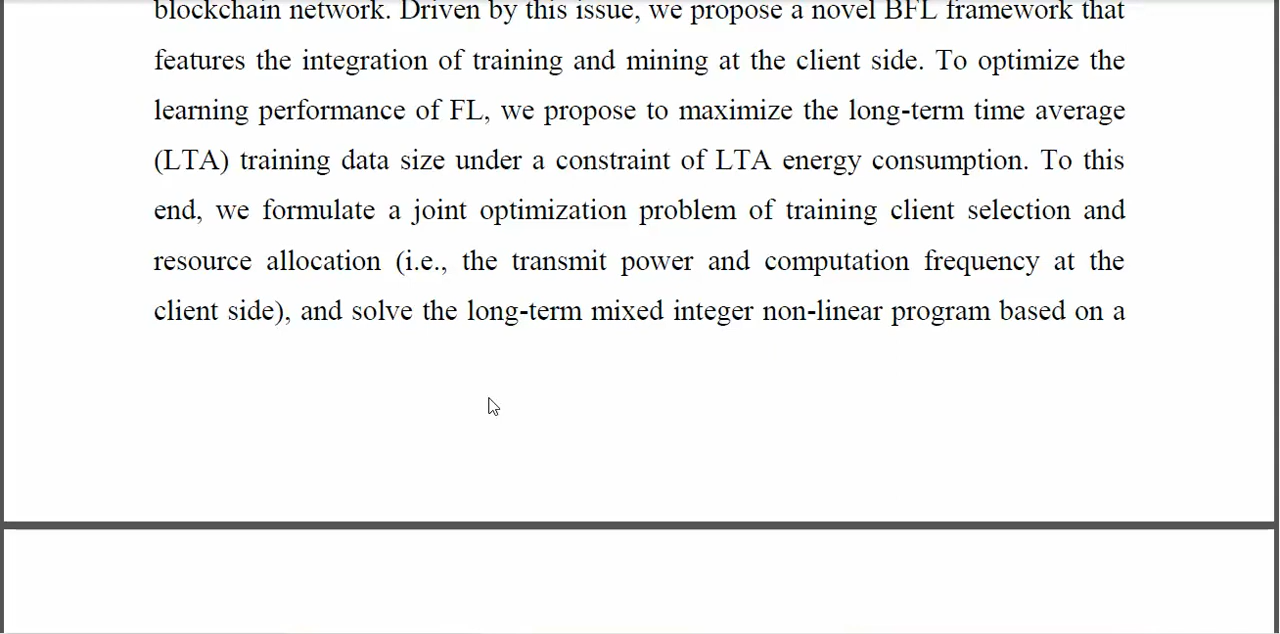 blockchain network. Driven by this issue, we propose a novel BFL framework that
features the integration of training and mining at the client side. To optimize the
learning performance of FL, we propose to maximize the long-term time average
(LTA) training data size under a constraint of LTA energy consumption. To this
end, we formulate a joint optimization problem of training client selection and
resource allocation (i.e., the transmit power and computation frequency at the
client side), and solve the long-term mixed integer non-linear program based on a